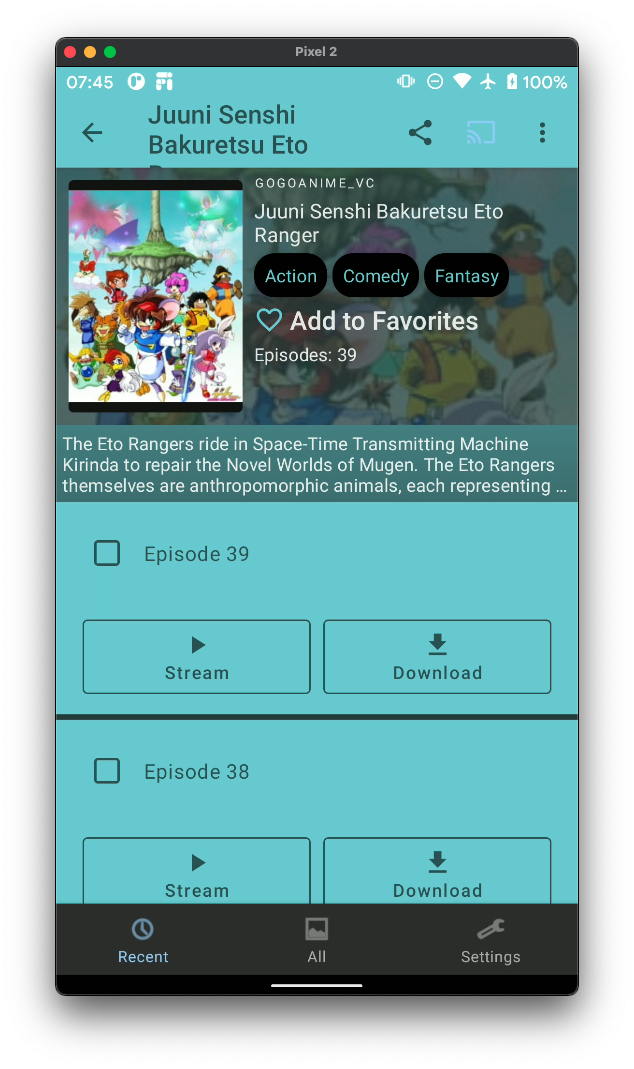 Pixel 2
07:45
100%
Juuni Senshi
Bakuretsu Eto
GOGOANIME_VC
Juuni Senshi Bakuretsu Eto
Ranger
Action Comedy Fantasy
Add to Favorites
Episodes: 39
The Eto Rangers ride in Space-Time Transmitting Machine
Kirinda to repair the Novel Worlds of Mugen. The Eto Rangers
themselves are anthropomorphic animals, each representing ...
Episode 39
Stream Download
Episode 38
Stream Download
Recent All Settings